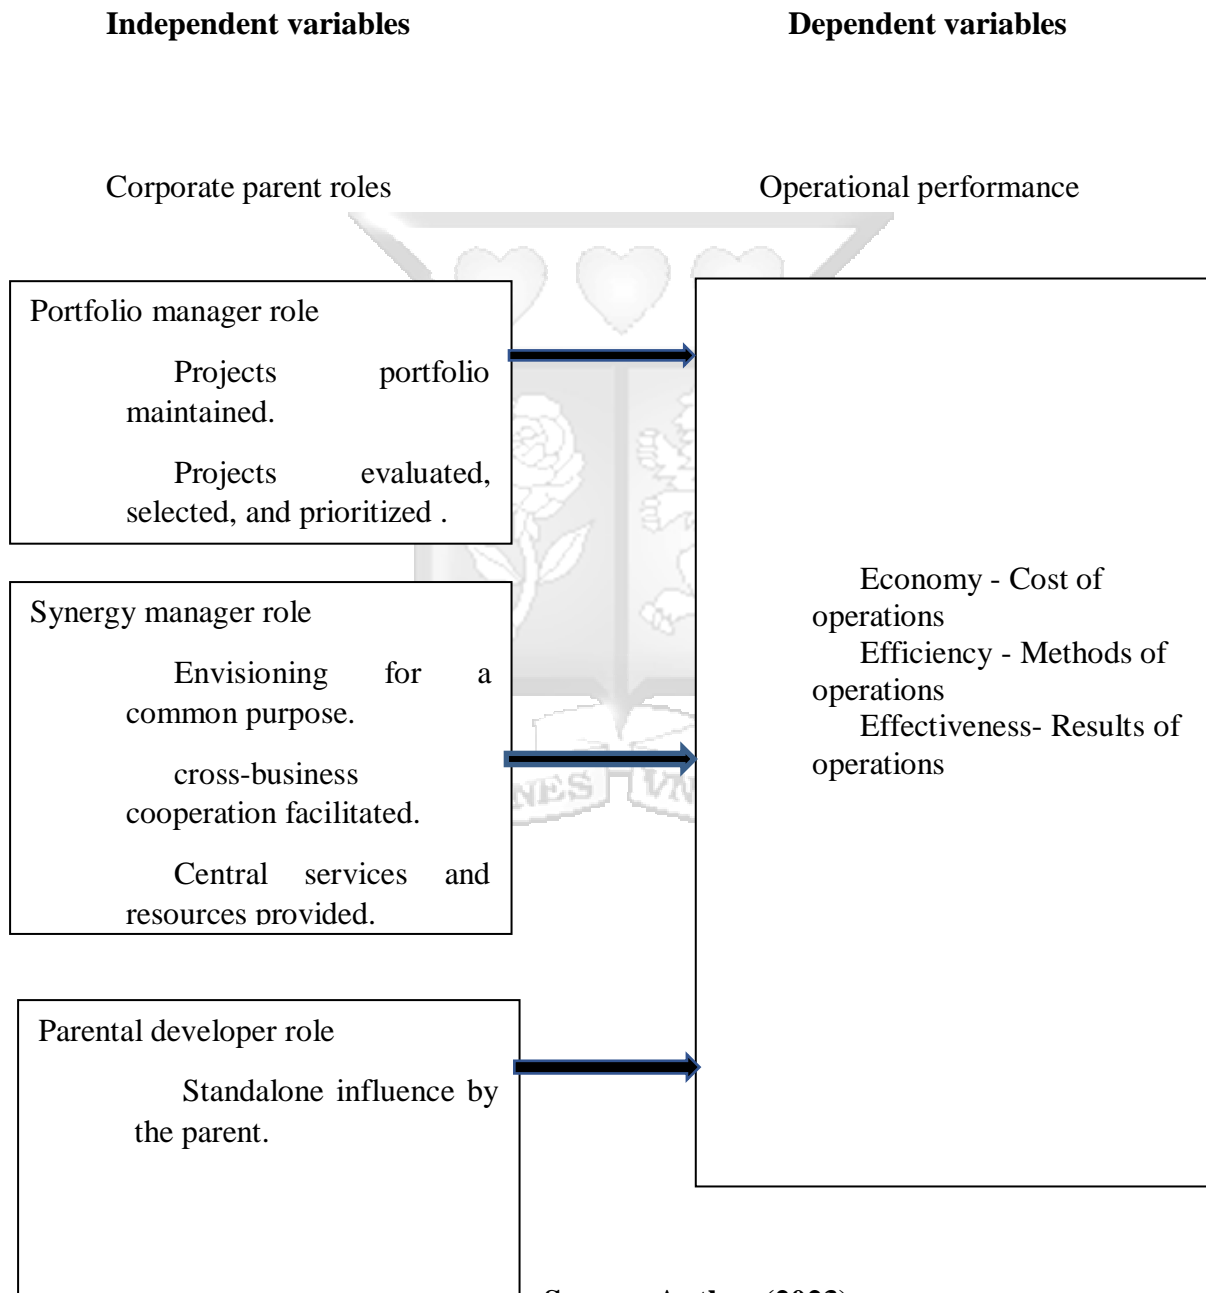 Independent variables
Dependent variables
Corporate parent roles
Operational performance
Portfolio manager role
Projects portfolio
maintained.
Projects evaluated,
selected, and prioritized .
Synergy manager role
Envisioning for a
common purpose.
cross-business
cooperation facilitated.
Central services and
resources provided.
Parental developer role
Standalone influence by
the parent.
Economy - Cost of
operations
Efficiency - Methods of
operations
Effectiveness- Results of
operations
NES VN